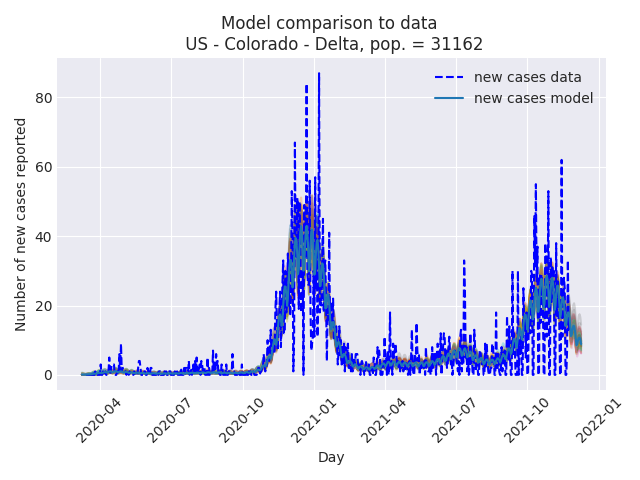 Model comparison to data
US - Colorado - Delta, pop. = 31162
new cases data
new cases model
Number of new cases reported
80
60
40
20
0
2020-04
2020-07
2020-10
2021-01
2021-04
2021-07
2021-10
2022-01
Day